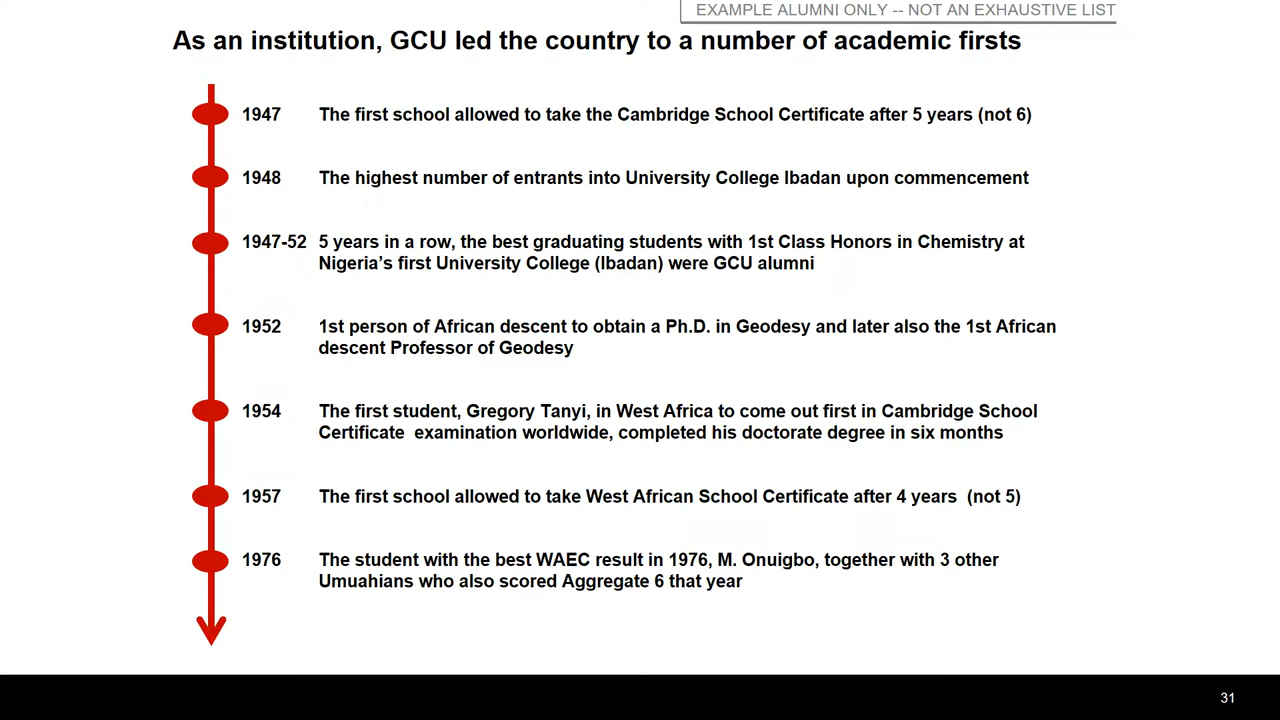 EXAMPLE ALUMNI ONLY -- NOT AN EXHAUSTIVE LIST
As an institution, GCU led the country to a number of academic firsts
1947 The first school allowed to take the Cambridge School Certificate after 5 years (not 6)
1948 The highest number of entrants into University College Ibadan upon commencement
1947-52 5 years in a row, the best graduating students with 1st Class Honors in Chemistry at
Nigeria’s first University College (Ibadan) were GCU alumni
1952 1st person of African descent to obtain a Ph.D. in Geodesy and later also the 1st African
descent Professor of Geodesy
1954 The first student, Gregory Tanyi, in West Africa to come out first in Cambridge School
Certificate examination worldwide, completed his doctorate degree in six months
1957 The first school allowed to take West African School Certificate after 4 years (not 5)
1976 The student with the best WAEC result in 1976, M. Onuigbo, together with 3 other
Umuahians who also scored Aggregate 6 that year
31